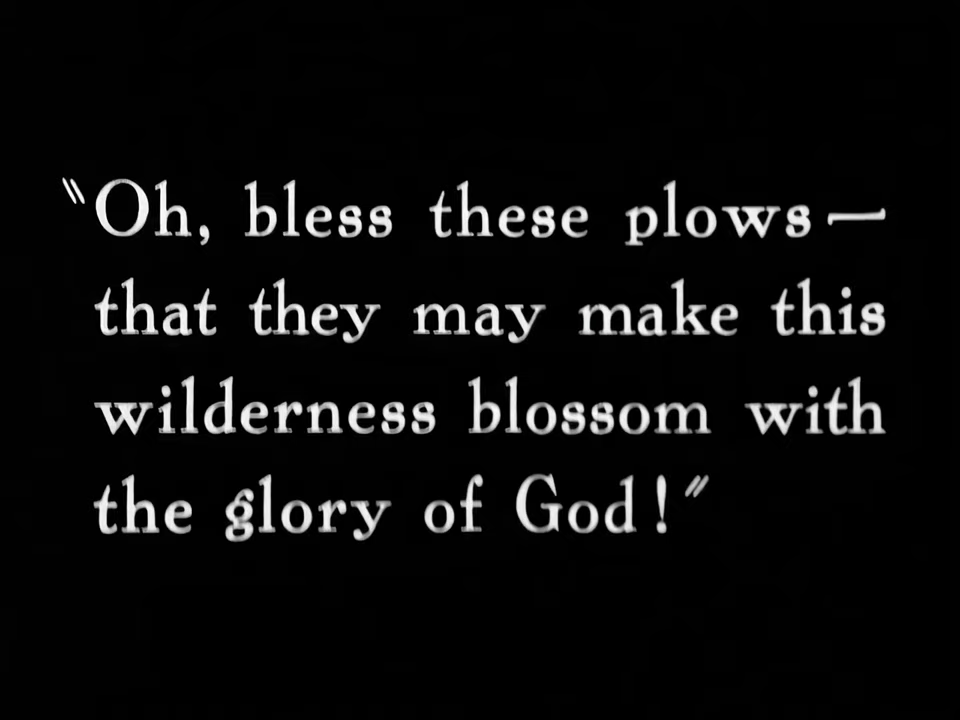 "Oh, bless these plows—
that they may make this
wilderness blossom with
the glory of God!"